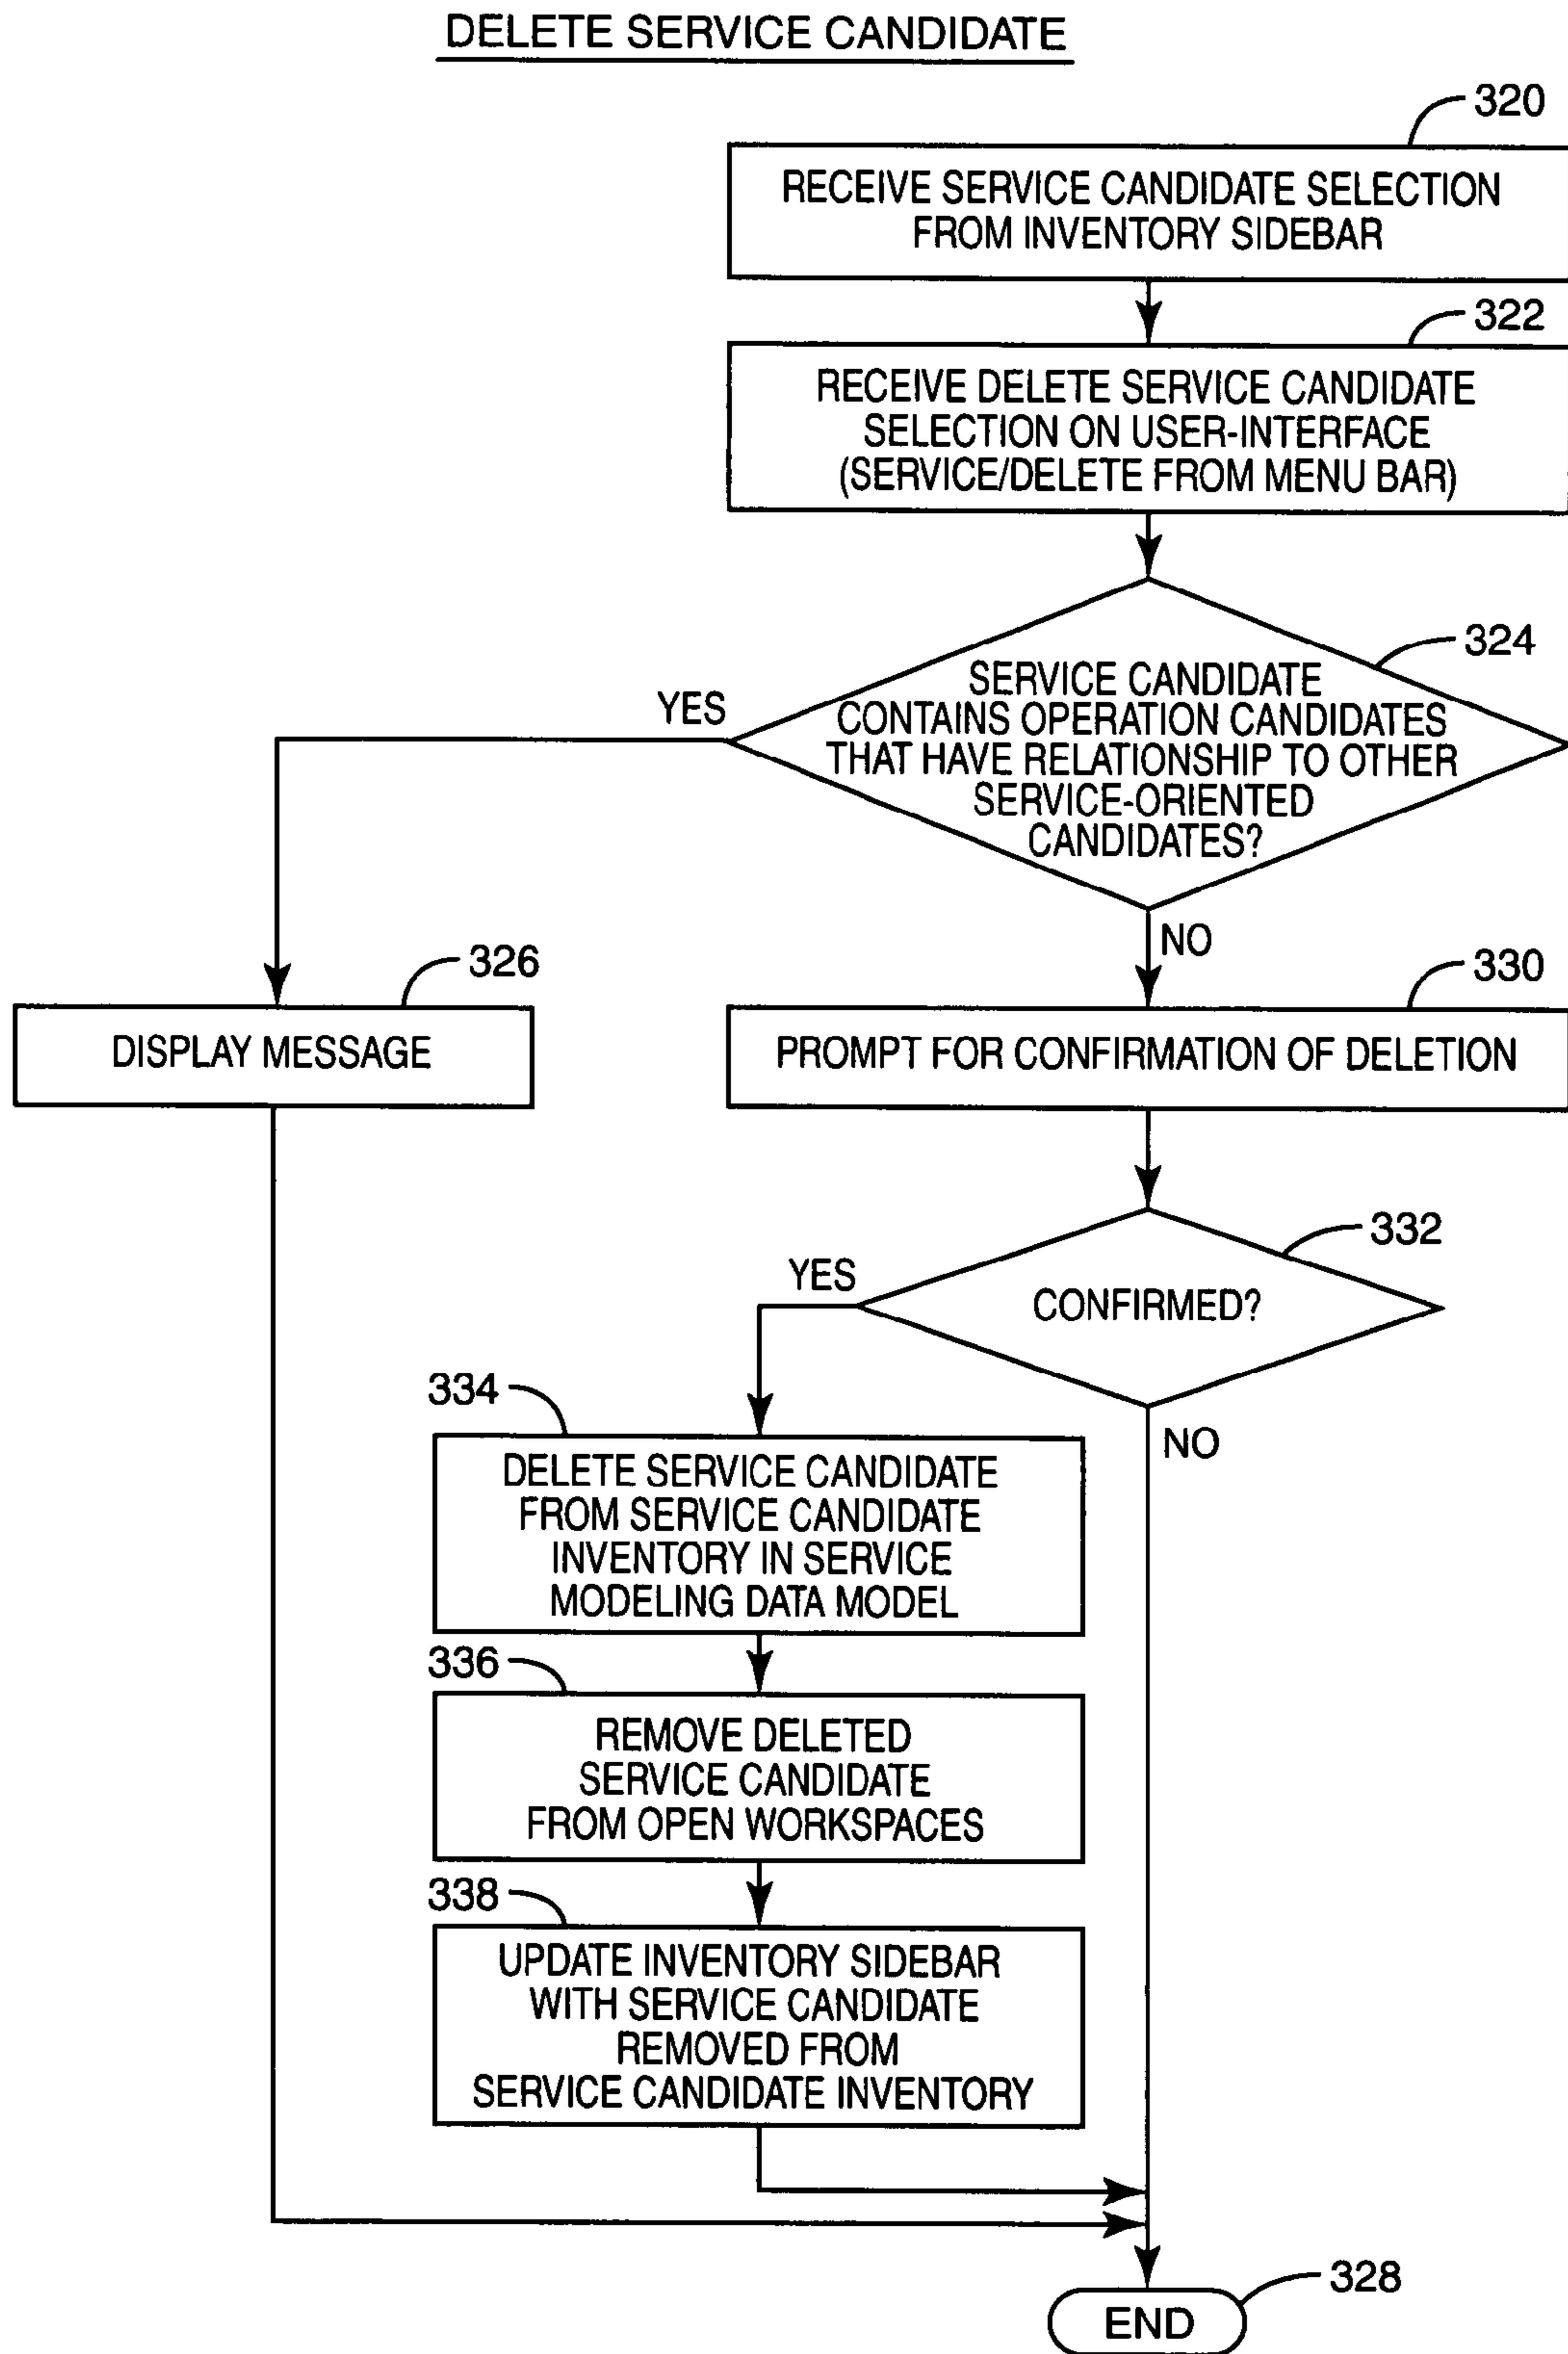 DELETE SERVICE CANDIDATE
320
RECEIVE SERVICE CANDIDATE SELECTION
FROM INVENTORY SIDEBAR
322
RECEIVE DELETE SERVICE CANDIDATE
SELECTION ON USER-INTERFACE
(SERVICE/DELETE FROM MENU BAR)
324
SERVICE CANDIDATE
CONTAINS OPERATION CANDIDATES
THAT HAVE RELATIONSHIP TO OTHER
SERVICE-ORIENTED
CANDIDATES?
YES
NO
326
DISPLAY MESSAGE
330
PROMPT FOR CONFIRMATION OF DELETION
332
CONFIRMED?
YES
NO
334
DELETE SERVICE CANDIDATE
FROM SERVICE CANDIDATE
INVENTORY IN SERVICE
MODELING DATA MODEL
336
REMOVE DELETED
SERVICE CANDIDATE
FROM OPEN WORKSPACES
338
UPDATE INVENTORY SIDEBAR
WITH SERVICE CANDIDATE
REMOVED FROM
SERVICE CANDIDATE INVENTORY
328
END